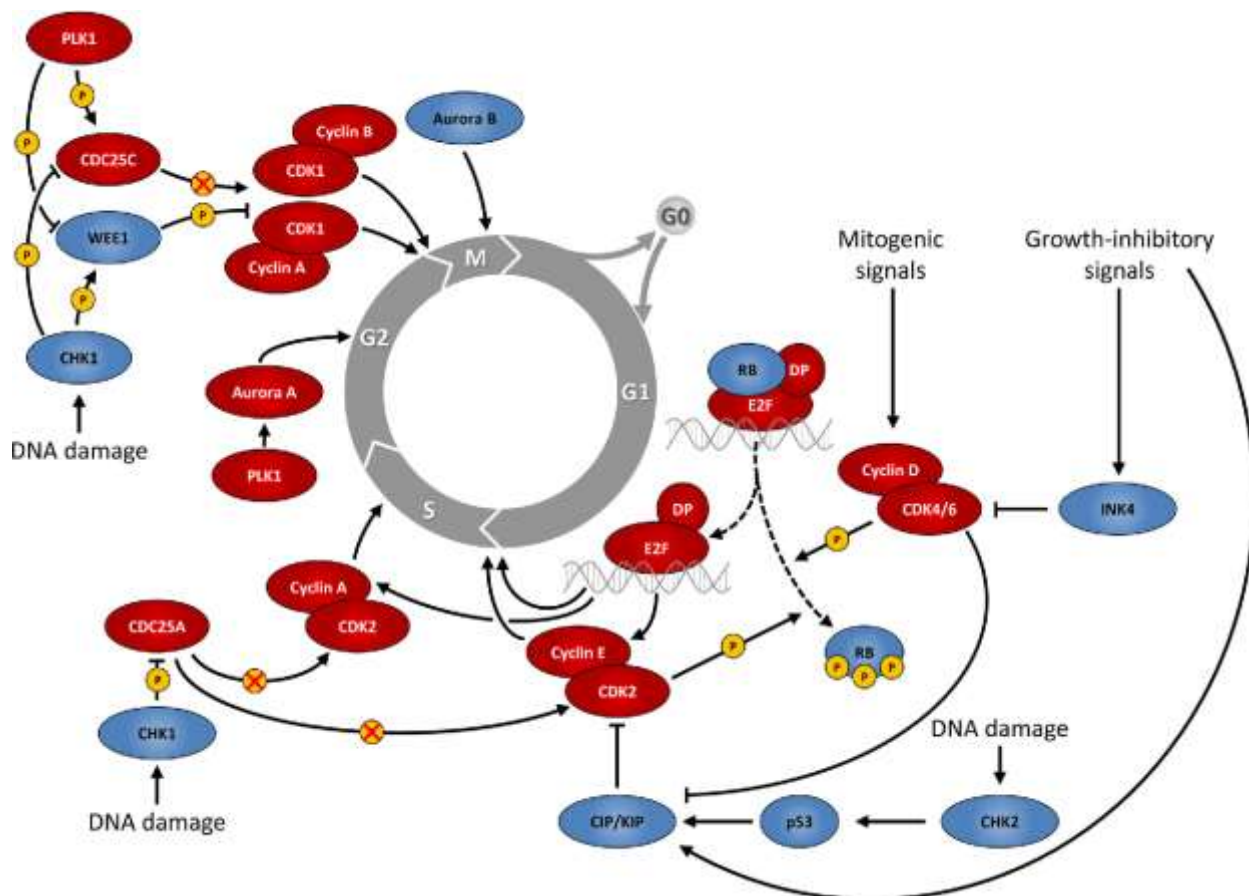 PLK1
P
P
CDC25C
WEE1
P
P
P
CHK1
DNA damage
Cyclin B
CDK1
CDK1
Cyclin A
Aurora B
M
G0
G2
G1
S
Aurora A
PLK1
Mitogenic
signals
Growth-inhibitory
signals
RB
DP
E2F
Cyclin D
CDK4/6
INK4
P
DP
E2F
Cyclin A
CDK2
CDC25A
P
CHK1
DNA damage
Cyclin E
CDK2
P
RB
P
P
P
DNA damage
CIP/KIP
p53
CHK2